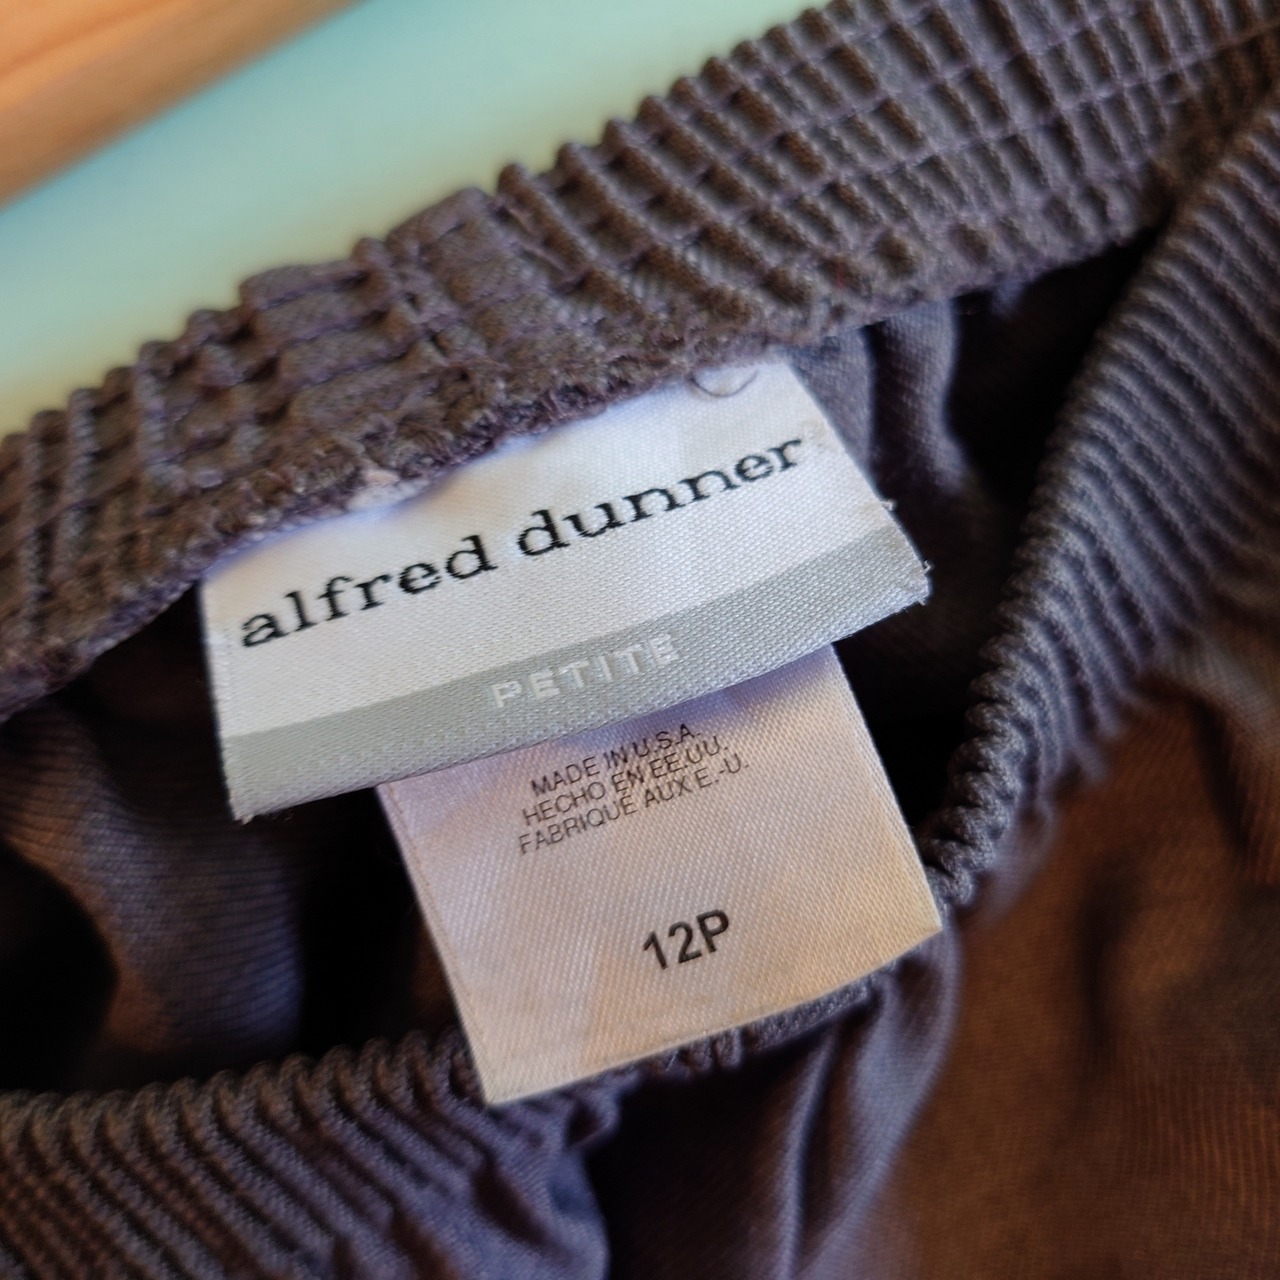 alfred dunner
PETITE
MADE IN U.S.A.
HECHO EN EE.UU.
FABRIQUÉ AUX E.-U.
12P